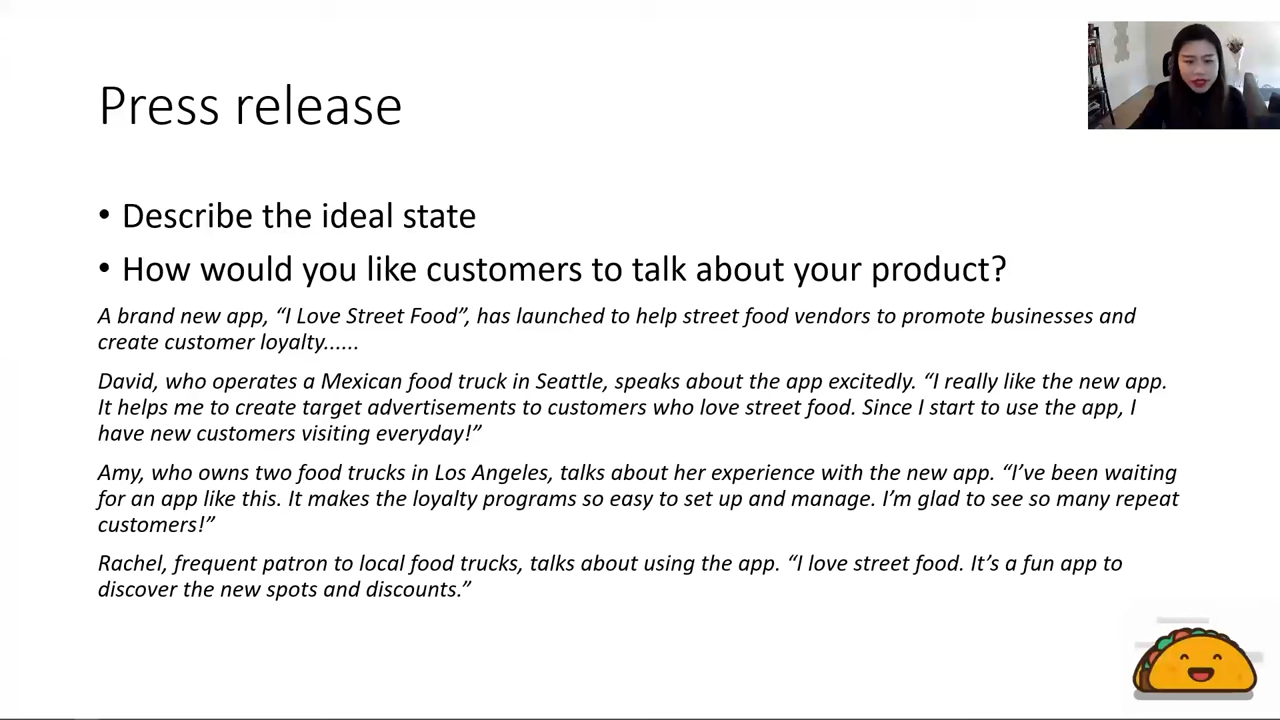 Press release
• Describe the ideal state
• How would you like customers to talk about your product?
A brand new app, “I Love Street Food”, has launched to help street food vendors to promote businesses and
create customer loyalty......
David, who operates a Mexican food truck in Seattle, speaks about the app excitedly. “I really like the new app.
It helps me to create target advertisements to customers who love street food. Since I start to use the app, I
have new customers visiting everyday!”
Amy, who owns two food trucks in Los Angeles, talks about her experience with the new app. “I’ve been waiting
for an app like this. It makes the loyalty programs so easy to set up and manage. I’m glad to see so many repeat
customers!”
Rachel, frequent patron to local food trucks, talks about using the app. “I love street food. It’s a fun app to
discover the new spots and discounts.”